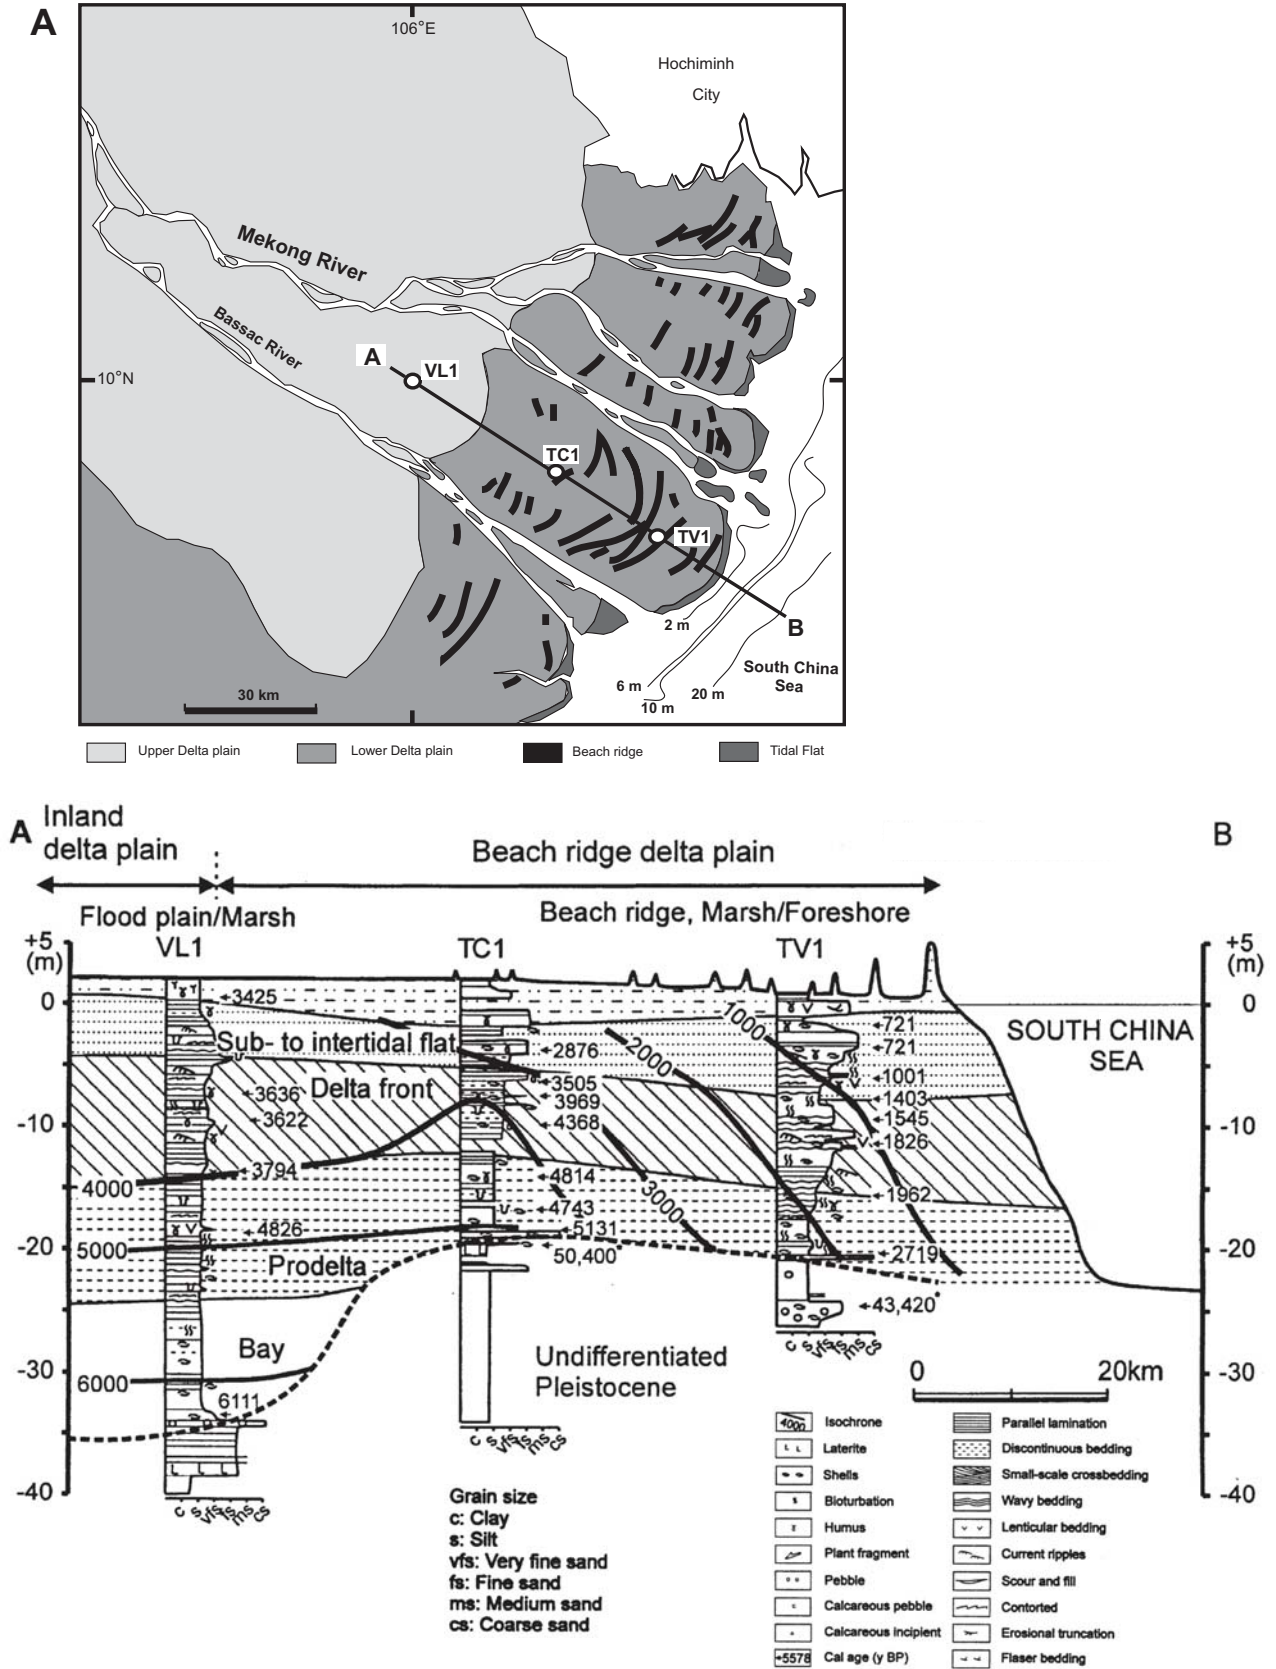 A
106°E
Hochiminh
City
Mekong River
Bassac River
A
VL1
10°N
TC1
TV1
B
2 m
6 m
10 m
20 m
South China
Sea
30 km
Upper Delta plain
Lower Delta plain
Beach ridge
Tidal Flat
A
Inland
delta plain
Beach ridge delta plain
B
Flood plain/Marsh
Beach ridge, Marsh/Foreshore
+5
(m)
VL1
TC1
TV1
+5
(m)
0
3425
1000
721
0
SOUTH CHINA
SEA
Sub- to intertidal flat
2876
2000
721
1001
Delta front
3636
3505
3969
1403
3622
4368
1545
-10
1826
-10
3794
4814
4000
4743
3000
1962
4826
5131
5000
50,400*
2719
-20
-20
Prodelta
43,420*
Bay
Undifferentiated
Pleistocene
c s vfs fs ms cs
0
20km
-30
-30
6000
6111
c s vfs fs ms cs
-40
-40
c s vfs fs ms cs
Grain size
c: Clay
s: Silt
vfs: Very fine sand
fs: Fine sand
ms: Medium sand
cs: Coarse sand
4000 Isochrone
Laterite
Shells
Bioturbation
Humus
Plant fragment
Pebble
Calcareous pebble
Calcareous incipient
5578 Cal age (y BP)
Parallel lamination
Discontinuous bedding
Small-scale crossbedding
Wavy bedding
Lenticular bedding
Current ripples
Scour and fill
Contorted
Erosional truncation
Flaser bedding